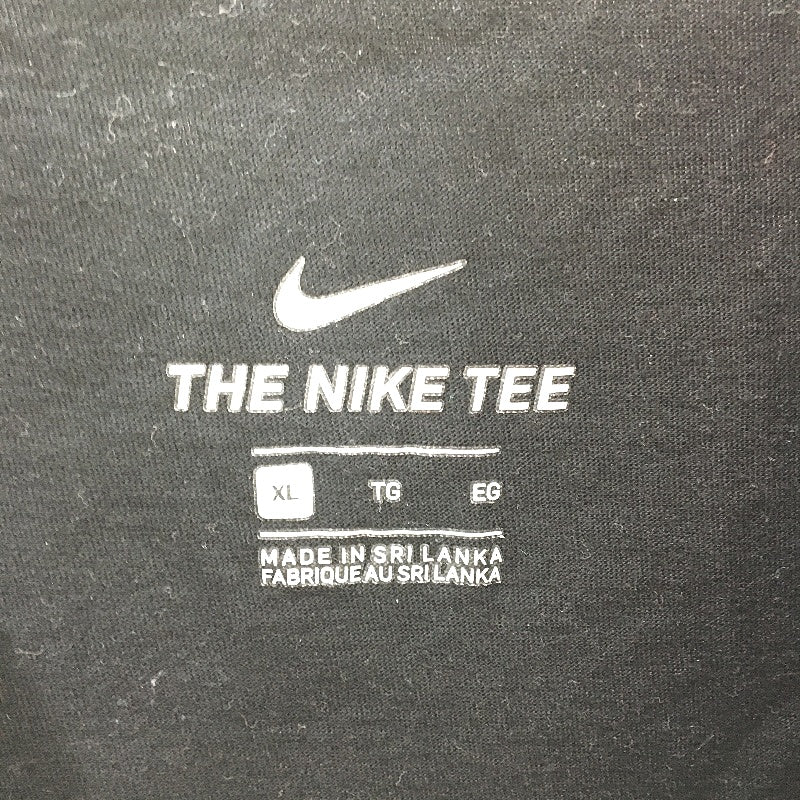 THE NIKE TEE
XL TG EG
MADE IN SRI LANKA
FABRIQUE AU SRI LANKA